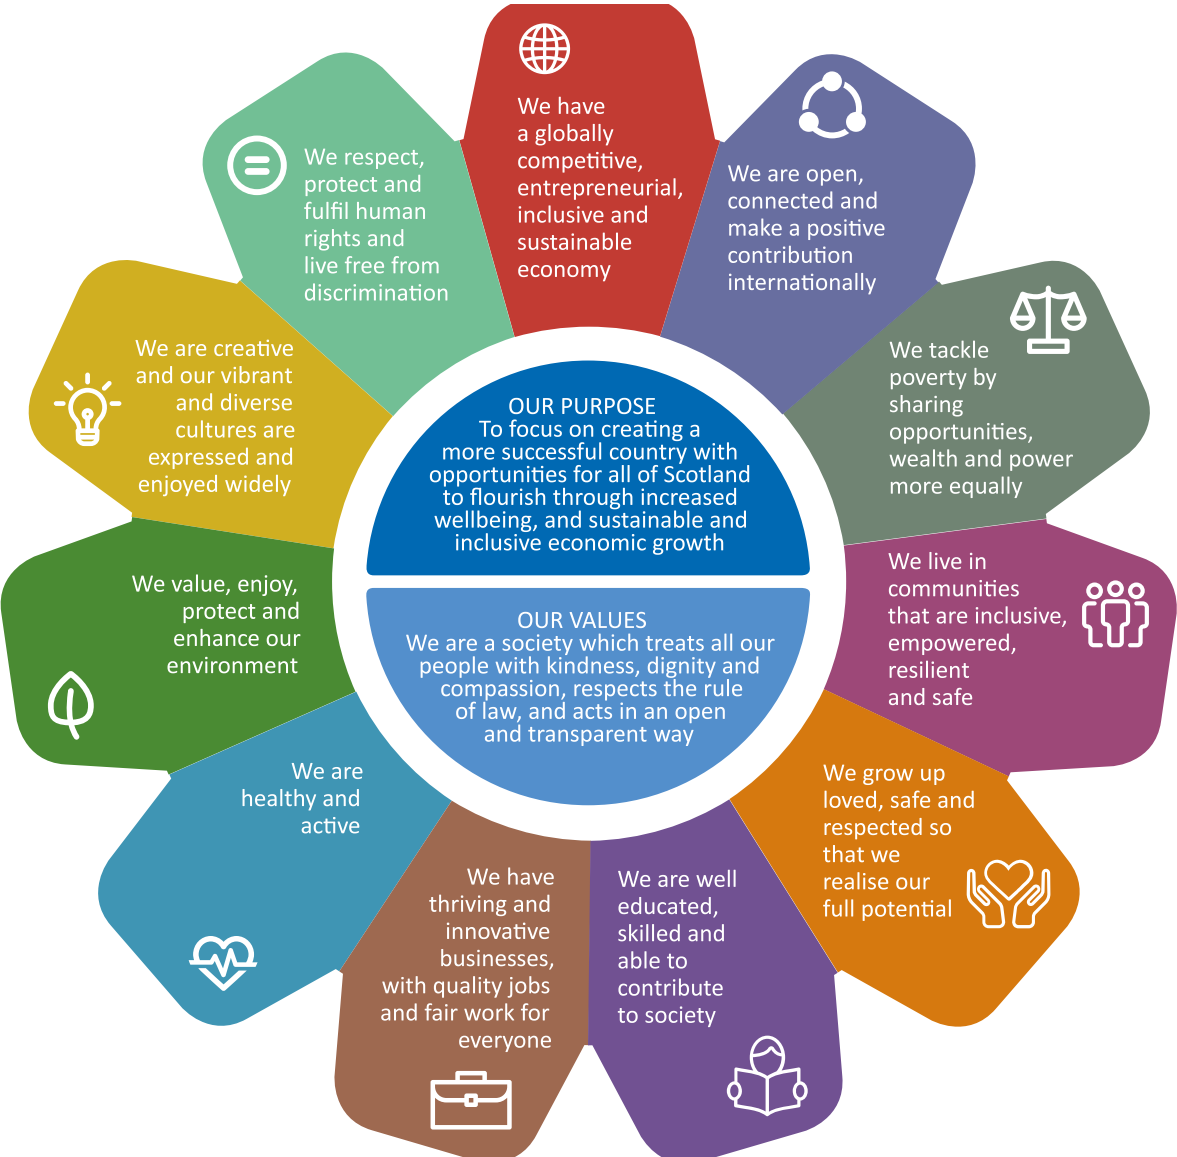 We have
a globally
competitive,
entrepreneurial,
inclusive and
sustainable
economy
We are open,
connected and
make a positive
contribution
internationally
We tackle
poverty by
sharing
opportunities,
wealth and power
more equally
We live in
communities
that are inclusive,
empowered,
resilient
and safe
We grow up
loved, safe and
respected so
that we
realise our
full potential
We are well
educated,
skilled and
able to
contribute
to society
We have
thriving and
innovative
businesses,
with quality jobs
and fair work for
everyone
We are
healthy and
active
We value, enjoy,
protect and
enhance our
environment
We are creative
and our vibrant
and diverse
cultures are
expressed and
enjoyed widely
We respect,
protect and
fulfil human
rights and
live free from
discrimination
OUR PURPOSE
To focus on creating a
more successful country with
opportunities for all of Scotland
to flourish through increased
wellbeing, and sustainable and
inclusive economic growth
OUR VALUES
We are a society which treats all our
people with kindness, dignity and
compassion, respects the rule
of law, and acts in an open
and transparent way